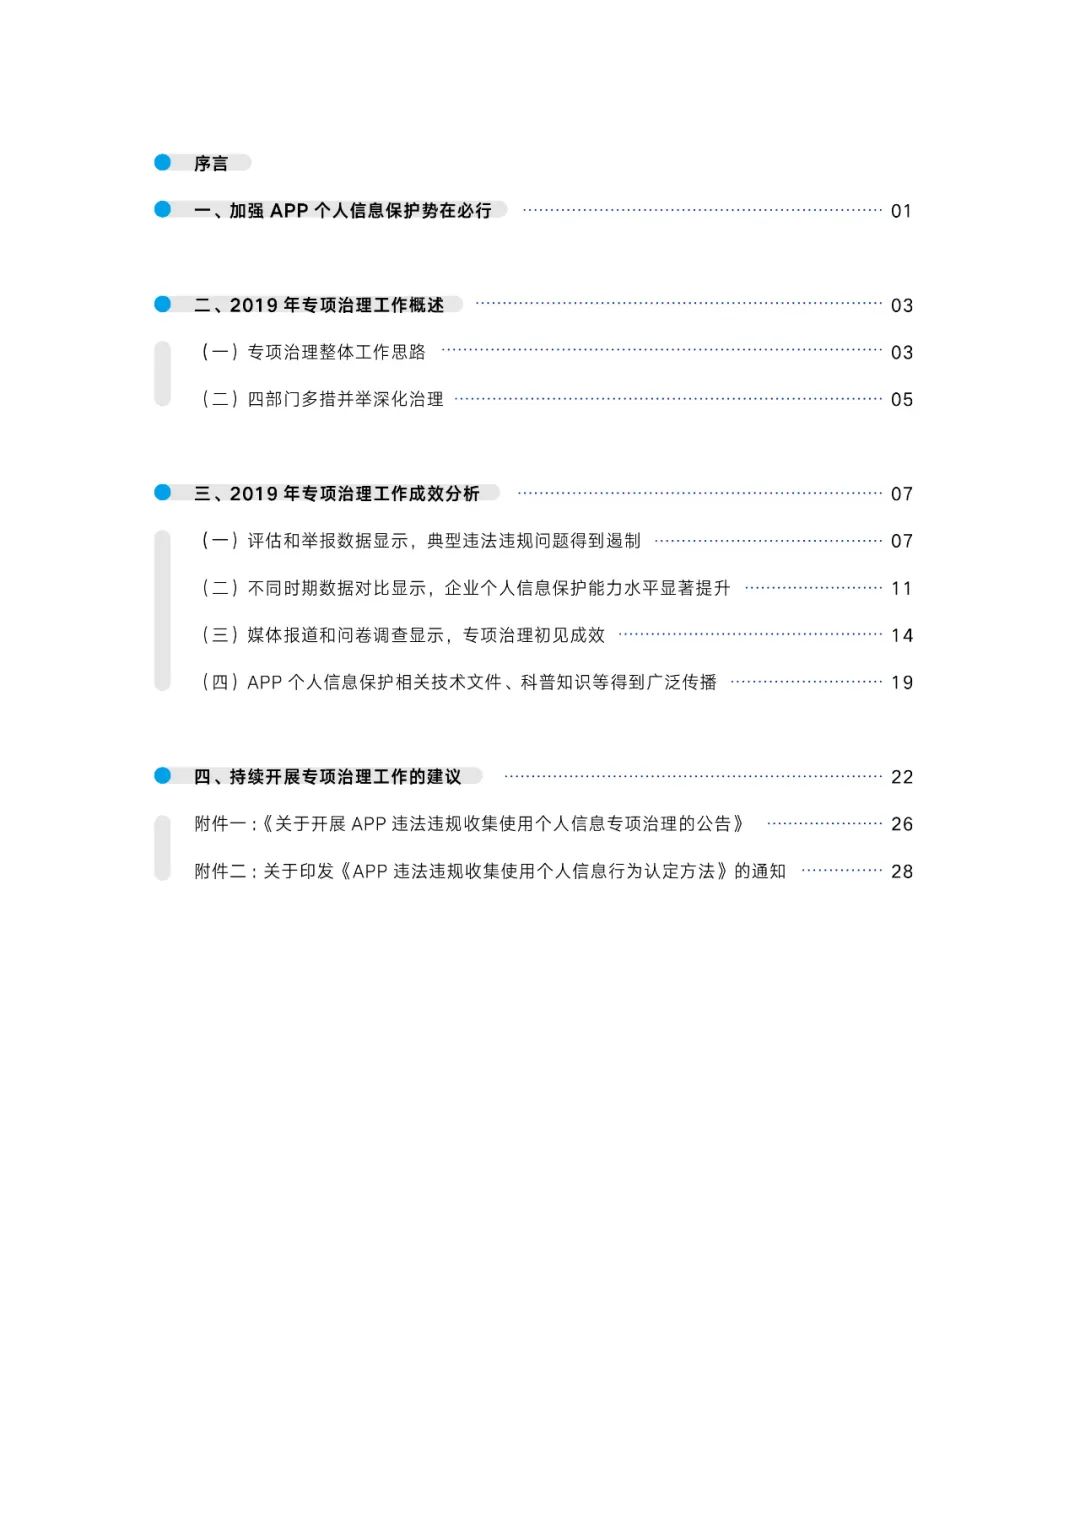 序言
一、加强 APP 个人信息保护势在必行 01
二、2019 年专项治理工作概述 03
（一）专项治理整体工作思路 03
（二）四部门多措并举深化治理 05
三、2019 年专项治理工作成效分析 07
（一）评估和举报数据显示，典型违法违规问题得到遏制 07
（二）不同时期数据对比显示，企业个人信息保护能力水平显著提升 11
（三）媒体报道和问卷调查显示，专项治理初见成效 14
（四）APP 个人信息保护相关技术文件、科普知识等得到广泛传播 19
四、持续开展专项治理工作的建议 22
附件一：《关于开展 APP 违法违规收集使用个人信息专项治理的公告》 26
附件二：关于印发《APP 违法违规收集使用个人信息行为认定方法》的通知 28